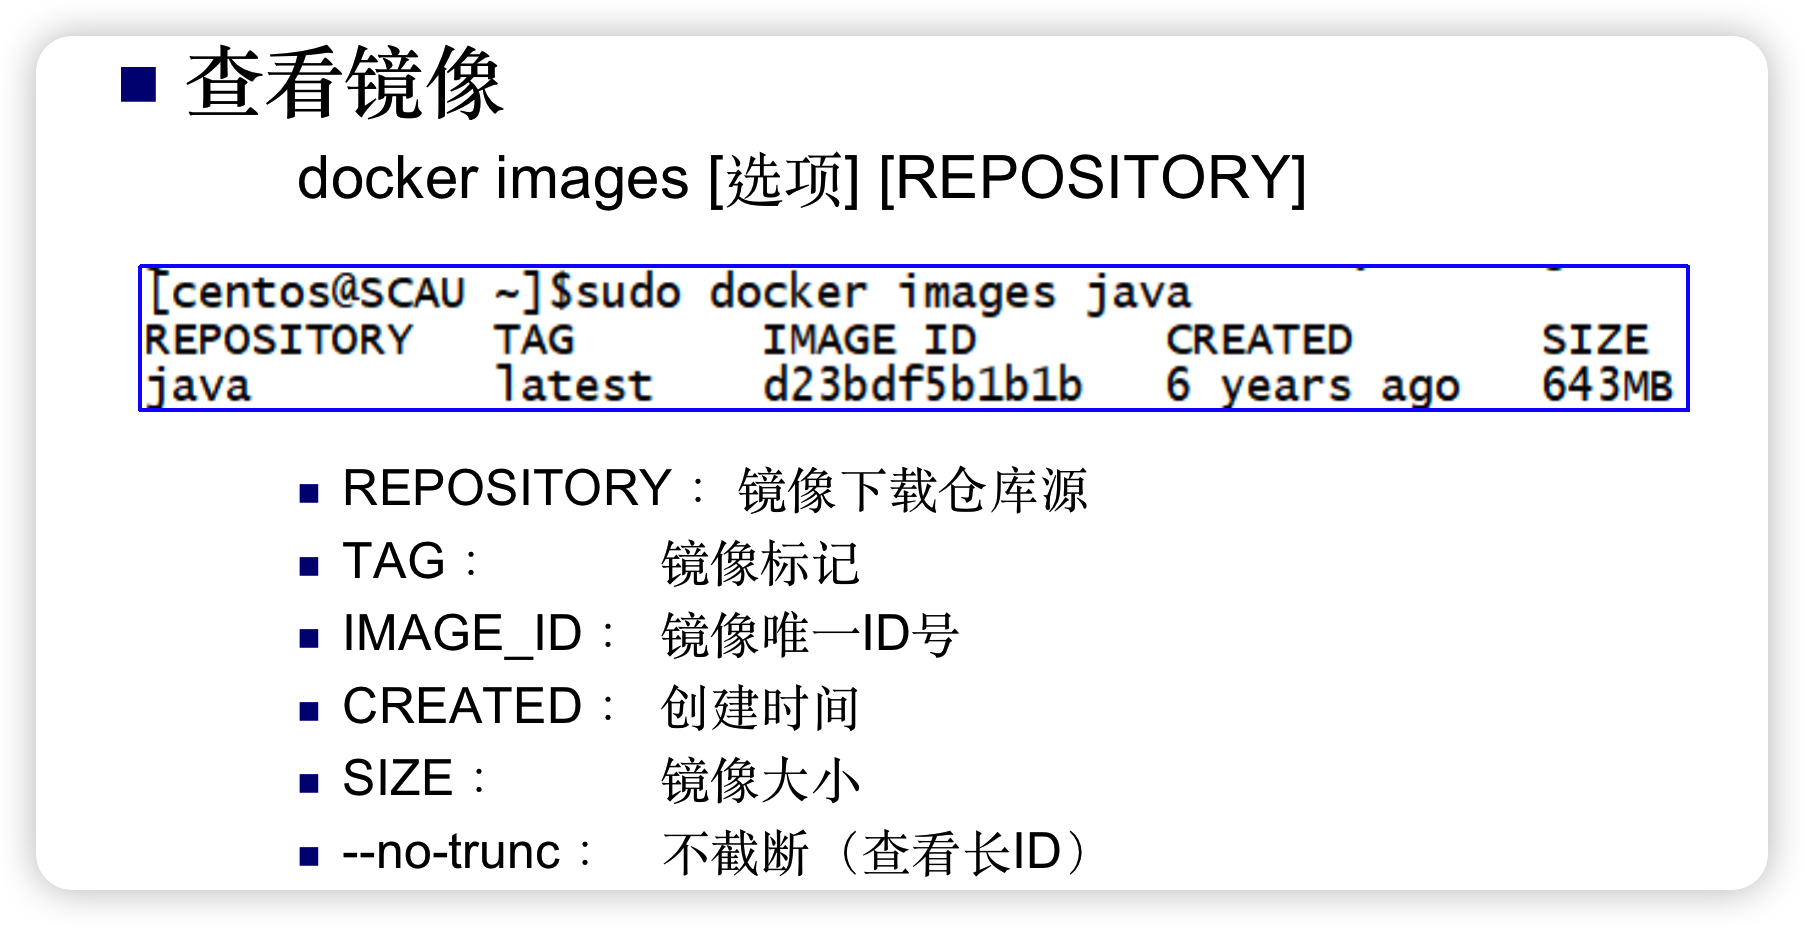 查看镜像
docker images [选项] [REPOSITORY]
[centos@SCAU ~]$sudo docker images java
REPOSITORY TAG IMAGE ID CREATED SIZE
java latest d23bdf5b1b1b 6 years ago 643MB
REPOSITORY： 镜像下载仓库源
TAG： 镜像标记
IMAGE_ID： 镜像唯一ID号
CREATED： 创建时间
SIZE： 镜像大小
--no-trunc： 不截断（查看长ID）